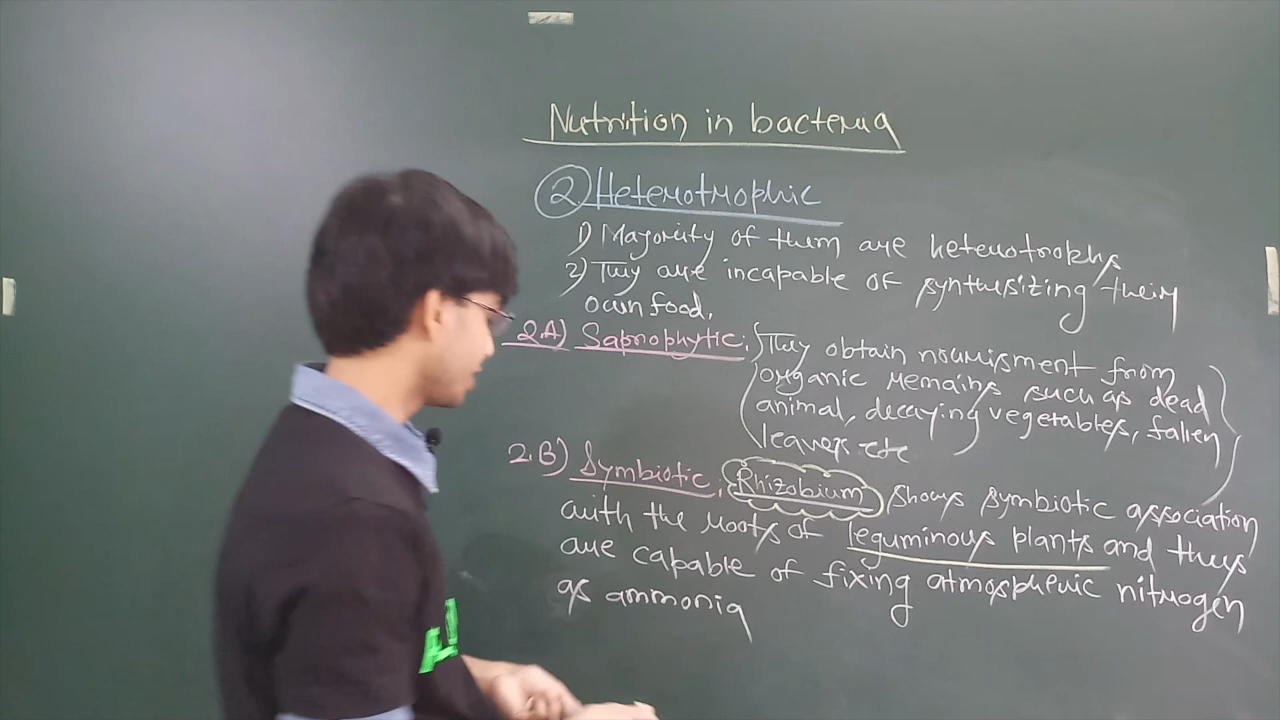 Nutrition in bacteria
2 Heterotrophic
1) Majority of them are heterotrophs
2) They are incapable of synthesizing their
own food.
2.A) Saprophytic: They obtain nourisment from
organic remains such as dead
animal, decaying vegetables, fallen
leaves etc
2.B) Symbiotic: Rhizobium shows symbiotic association
with the roots of leguminous plants and thus
are capable of fixing atmospheric nitrogen
as ammonia